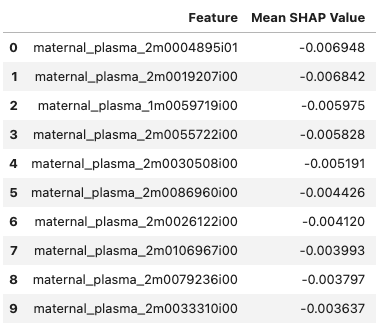 Feature Mean SHAP Value
0 maternal_plasma_2m0004895i01 -0.006948
1 maternal_plasma_2m0019207i00 -0.006842
2 maternal_plasma_1m0059719i00 -0.005975
3 maternal_plasma_2m0055722i00 -0.005828
4 maternal_plasma_2m0030508i00 -0.005191
5 maternal_plasma_2m0086960i00 -0.004426
6 maternal_plasma_2m0026122i00 -0.004120
7 maternal_plasma_2m0106967i00 -0.003993
8 maternal_plasma_2m0079236i00 -0.003797
9 maternal_plasma_2m0033310i00 -0.003637